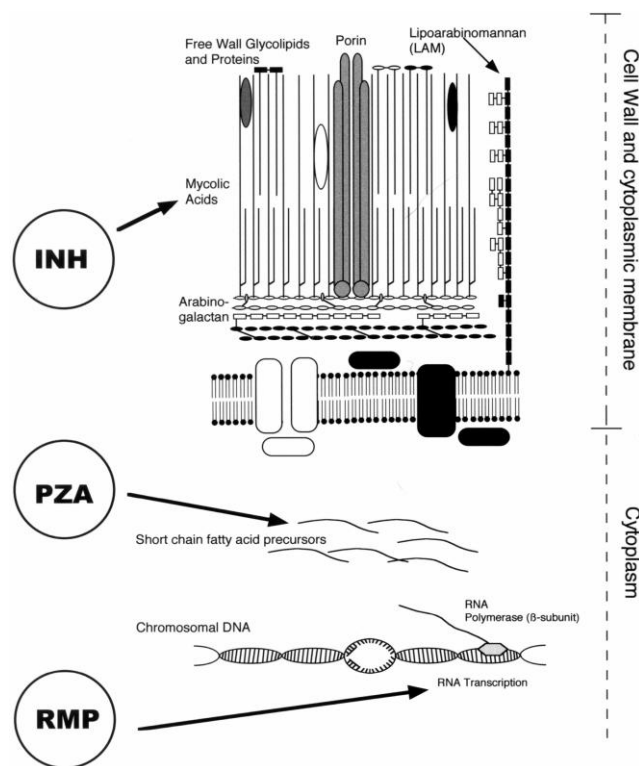 Free Wall Glycolipids
and Proteins
Porin
Lipoarabinomannan
(LAM)
Mycolic
Acids
INH
Arabino-
galactan
Cell Wall and cytoplasmic membrane
PZA
Short chain fatty acid precursors
Cytoplasm
RNA
Polymerase (ß-subunit)
Chromosomal DNA
RNA Transcription
RMP